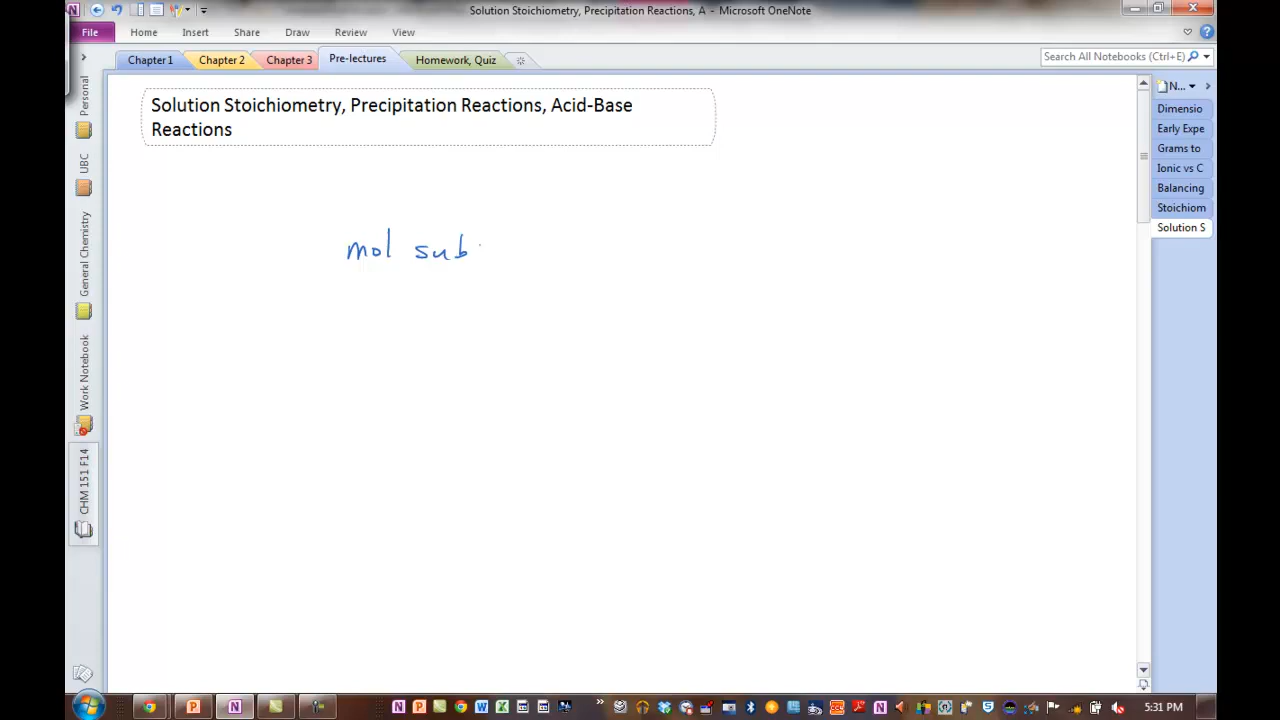 Solution Stoichiometry, Precipitation Reactions, A - Microsoft OneNote
File Home Insert Share Draw Review View
Chapter 1 Chapter 2 Chapter 3 Pre-lectures Homework, Quiz
Search All Notebooks (Ctrl+E)
Personal
UBC
General Chemistry
Work Notebook
CHM 151 F14
Solution Stoichiometry, Precipitation Reactions, Acid-Base
Reactions
mol sub
N...
Dimensio
Early Expe
Grams to
Ionic vs C
Balancing
Stoichiom
Solution S
5:31 PM